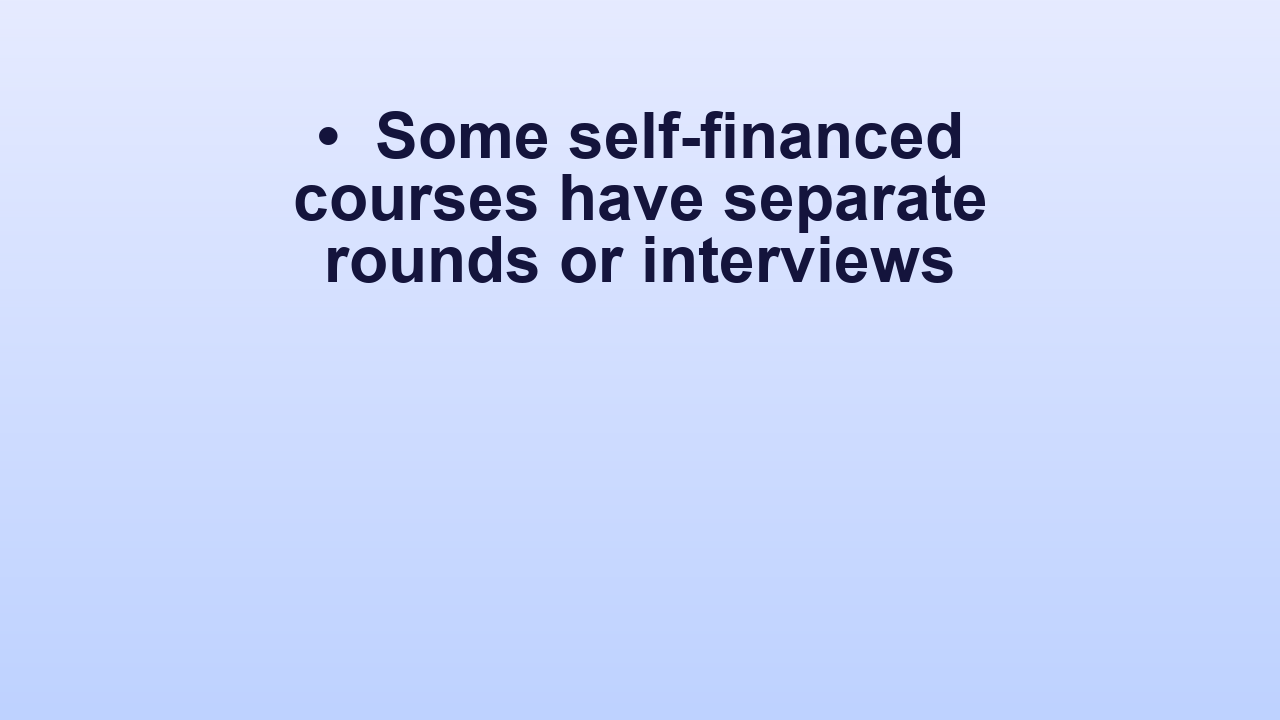 • Some self-financed
courses have separate
rounds or interviews